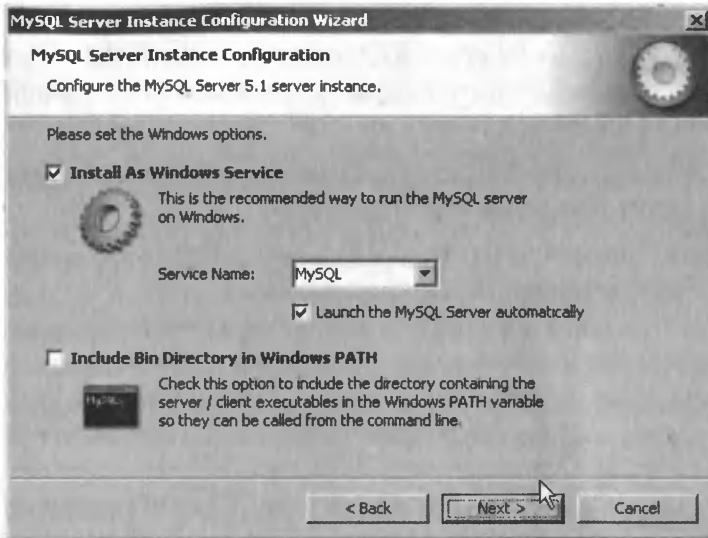 MySQL Server Instance Configuration Wizard
MySQL Server Instance Configuration
Configure the MySQL Server 5.1 server instance.
Please set the Windows options.
Install As Windows Service
This is the recommended way to run the MySQL server
on Windows.
Service Name: MySQL
Launch the MySQL Server automatically
Include Bin Directory in Windows PATH
Check this option to include the directory containing the
server / client executables in the Windows PATH variable
so they can be called from the command line.
< Back Next > Cancel